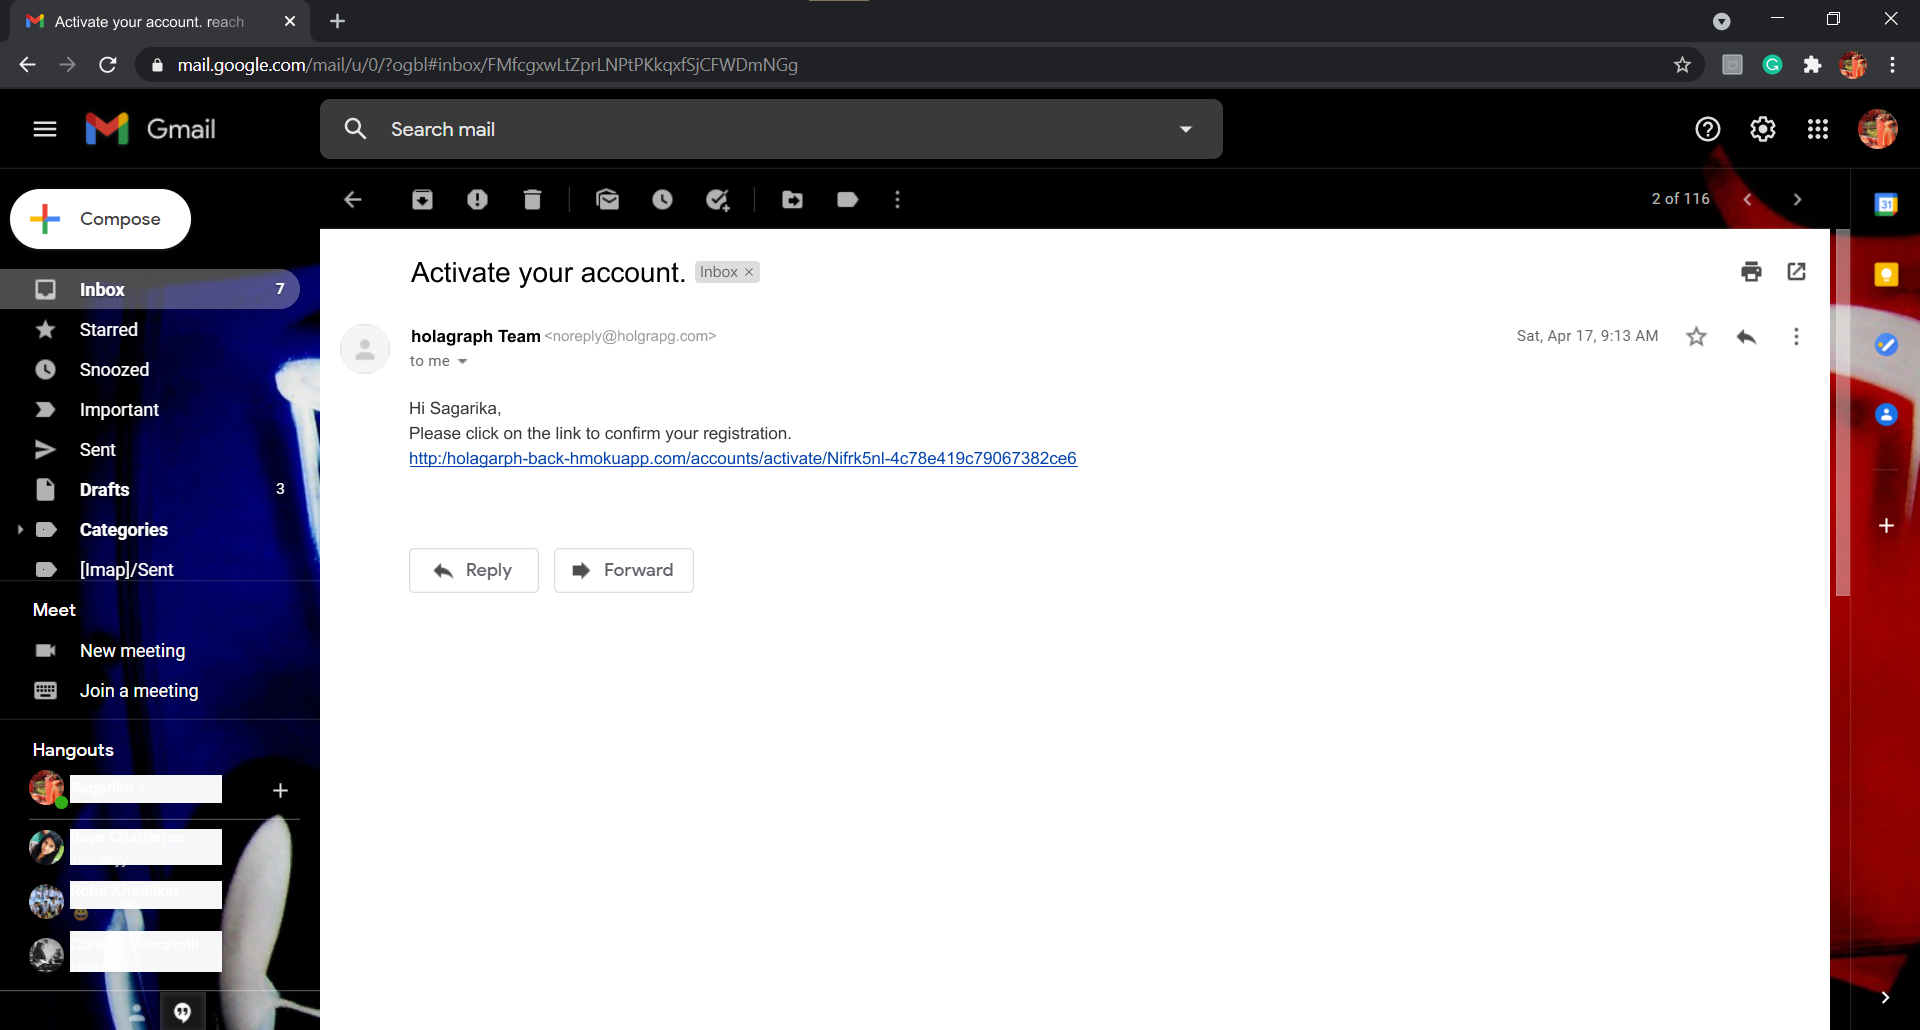 Activate your account. reach
mail.google.com/mail/u/0/?ogbl#inbox/FMfcgxwLtZprLNPtPKkqxfSjCFWDmNGg
Gmail
Search mail
Compose
2 of 116
31
Inbox 7
Starred
Snoozed
Important
Sent
Drafts 3
Categories
[Imap]/Sent
Meet
New meeting
Join a meeting
Hangouts
Sagarika
Rohit Khadilkar
Activate your account. Inbox ×
holagraph Team <noreply@holgrapg.com>
Sat, Apr 17, 9:13 AM
to me
Hi Sagarika,
Please click on the link to confirm your registration.
http:/holagarph-back-hmokuapp.com/accounts/activate/Nifrk5nl-4c78e419c79067382ce6
Reply
Forward